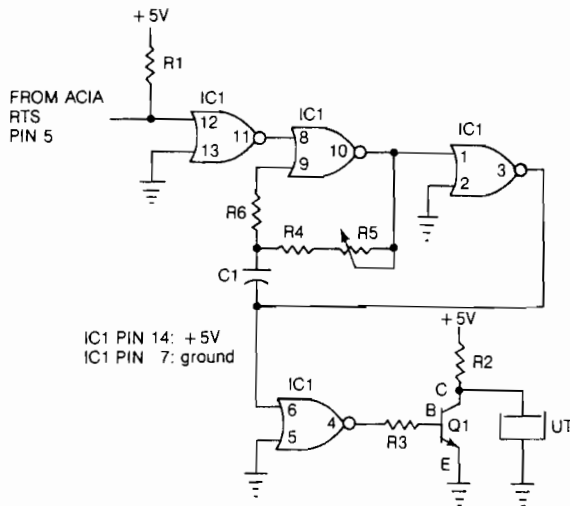 +5V
R1
FROM ACIA
RTS
PIN 5
IC1
12
13
11
IC1
8
9
10
IC1
1
2
3
R6
R4
R5
C1
IC1 PIN 14: +5V
IC1 PIN 7: ground
+5V
R2
IC1
6
5
4
R3
C
B
Q1
E
UT